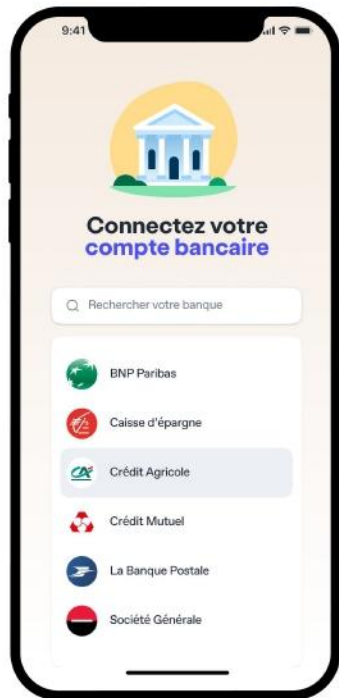 9:41
Connectez votre
compte bancaire
Rechercher votre banque
BNP Paribas
Caisse d'épargne
Crédit Agricole
Crédit Mutuel
La Banque Postale
Société Générale